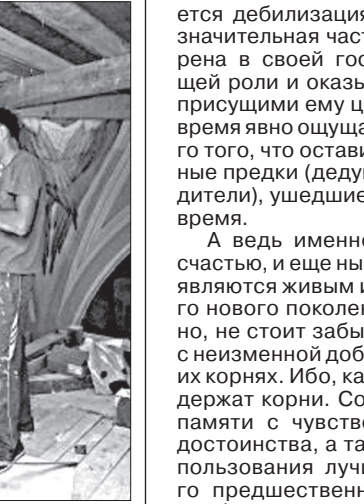 ется дебилизация
значительная част
рена в своей гос
щей роли и оказы
присущими ему ц
время явно ощуща
го того, что остави
ные предки (деду
дители), ушедшие
время.
А ведь именно
счастью, и еще ны
являются живым и
го нового поколен
но, не стоит забы
с неизменной доб
их корнях. Ибо, ка
держат корни. Со
памяти с чувство
достоинства, а та
пользования лучш
го предшественн